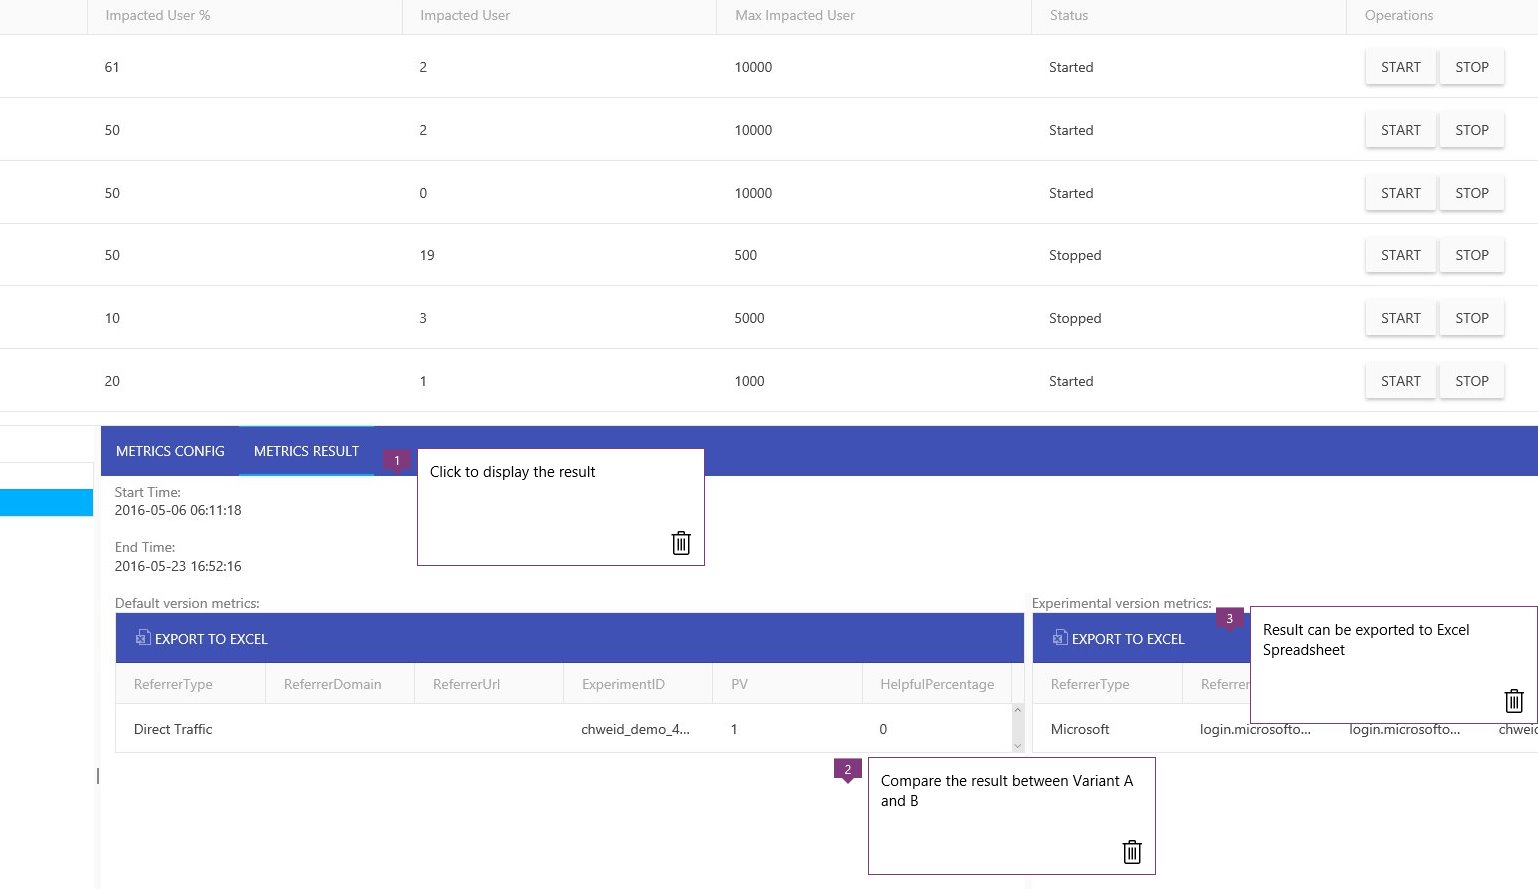 Impacted User % Impacted User Max Impacted User Status Operations
61 2 10000 Started START STOP
50 2 10000 Started START STOP
50 0 10000 Started START STOP
50 19 500 Stopped START STOP
10 3 5000 Stopped START STOP
20 1 1000 Started START STOP
METRICS CONFIG METRICS RESULT
1
Click to display the result
Start Time:
2016-05-06 06:11:18
End Time:
2016-05-23 16:52:16
Default version metrics:
EXPORT TO EXCEL
ReferrerType ReferrerDomain ReferrerUrl ExperimentID PV HelpfulPercentage
Direct Traffic chweid_demo_4... 1 0
Experimental version metrics:
EXPORT TO EXCEL
3
Result can be exported to Excel
Spreadsheet
ReferrerType Referrer
Microsoft login.microsofto... login.microsofto... chweid
2
Compare the result between Variant A
and B